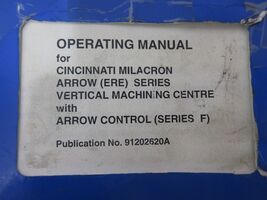 OPERATING MANUAL
for
CINCINNATI MILACRON
ARROW (ERE) SERIES
VERTICAL MACHINING CENTRE
with
ARROW CONTROL (SERIES F)
Publication No. 91202620A